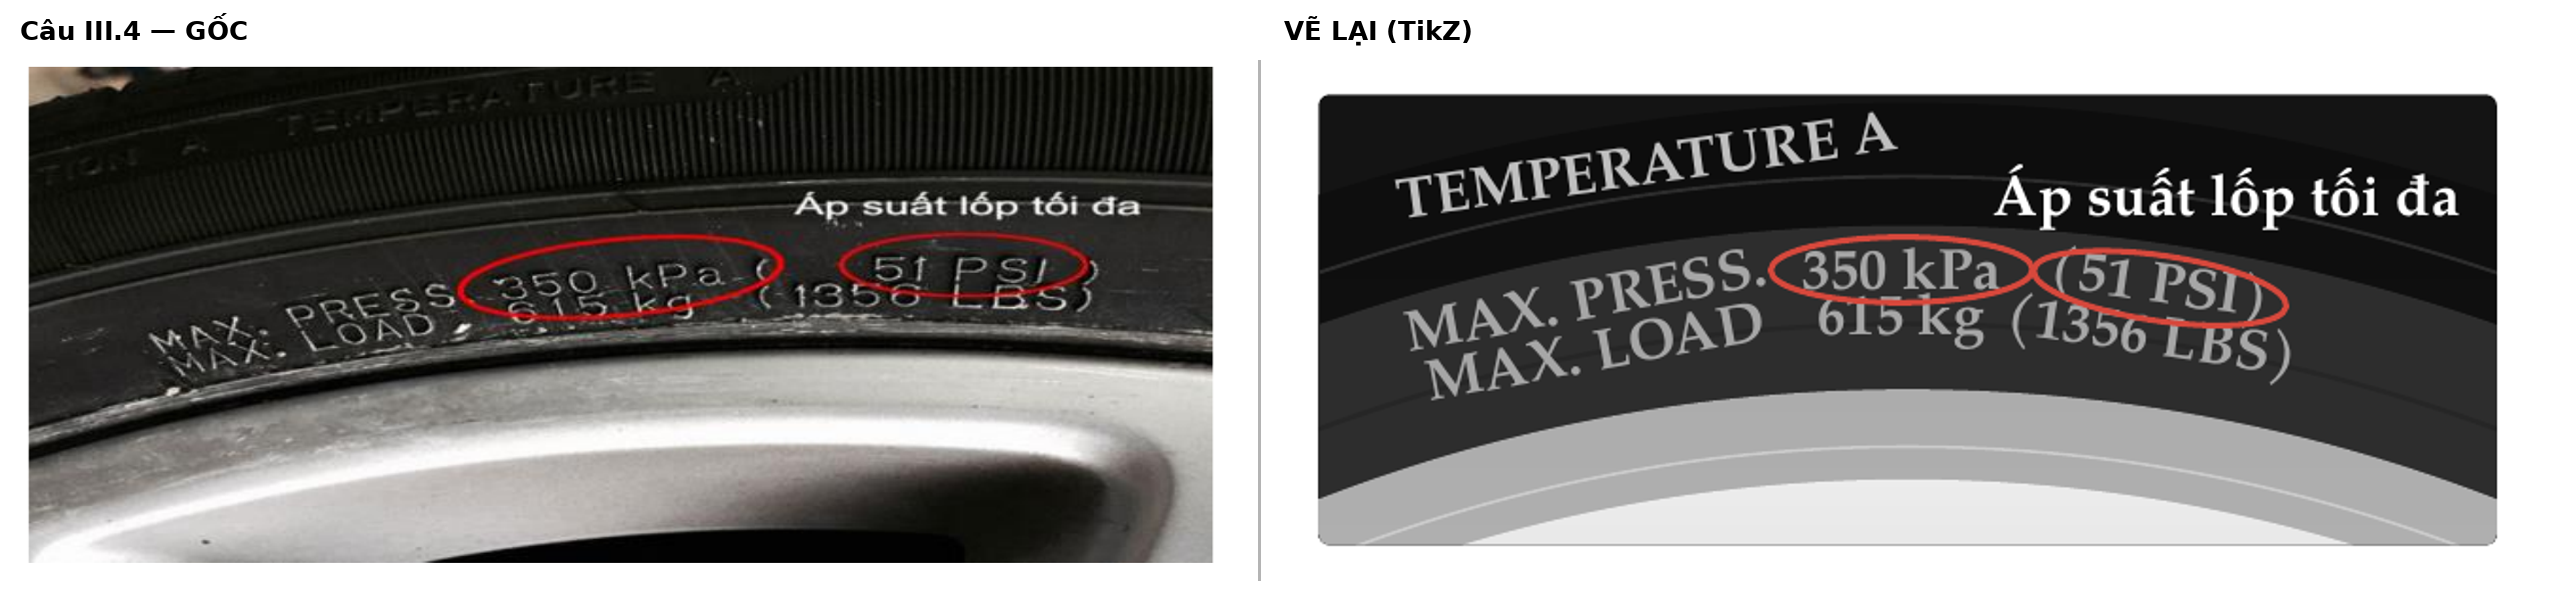 Câu III.4 — GỐC
VẼ LẠI (TikZ)
TION A TEMPERATURE A
Áp suất lốp tối đa
MAX. PRESS. 350 kPa ( 51 PSI )
MAX. LOAD 615 kg (1356 LBS)
TEMPERATURE A
Áp suất lốp tối đa
MAX. PRESS. 350 kPa (51 PSI)
MAX. LOAD 615 kg (1356 LBS)